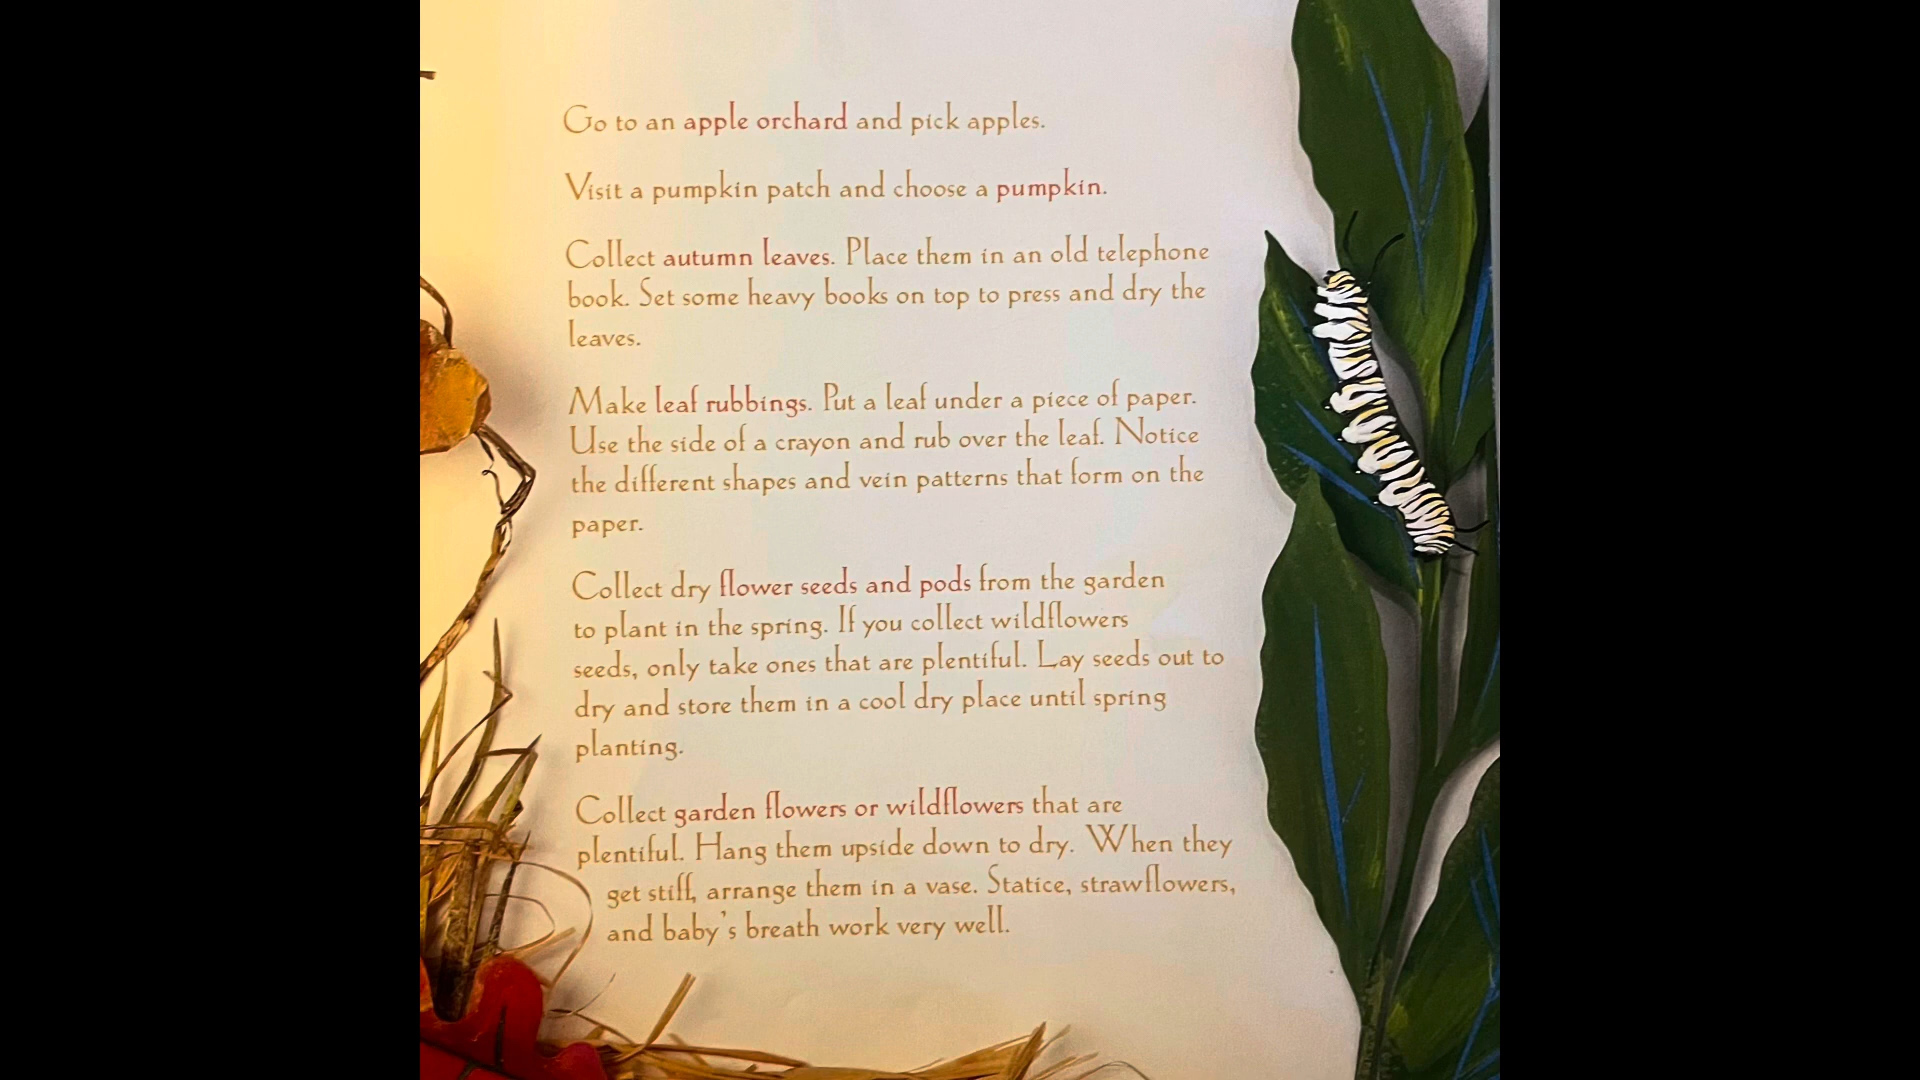 Go to an apple orchard and pick apples.
Visit a pumpkin patch and choose a pumpkin.
Collect autumn leaves. Place them in an old telephone
book. Set some heavy books on top to press and dry the
leaves.
Make leaf rubbings. Put a leaf under a piece of paper.
Use the side of a crayon and rub over the leaf. Notice
the different shapes and vein patterns that form on the
paper.
Collect dry flower seeds and pods from the garden
to plant in the spring. If you collect wildflowers
seeds, only take ones that are plentiful. Lay seeds out to
dry and store them in a cool dry place until spring
planting.
Collect garden flowers or wildflowers that are
plentiful. Hang them upside down to dry. When they
get stiff, arrange them in a vase. Statice, strawflowers,
and baby's breath work very well.